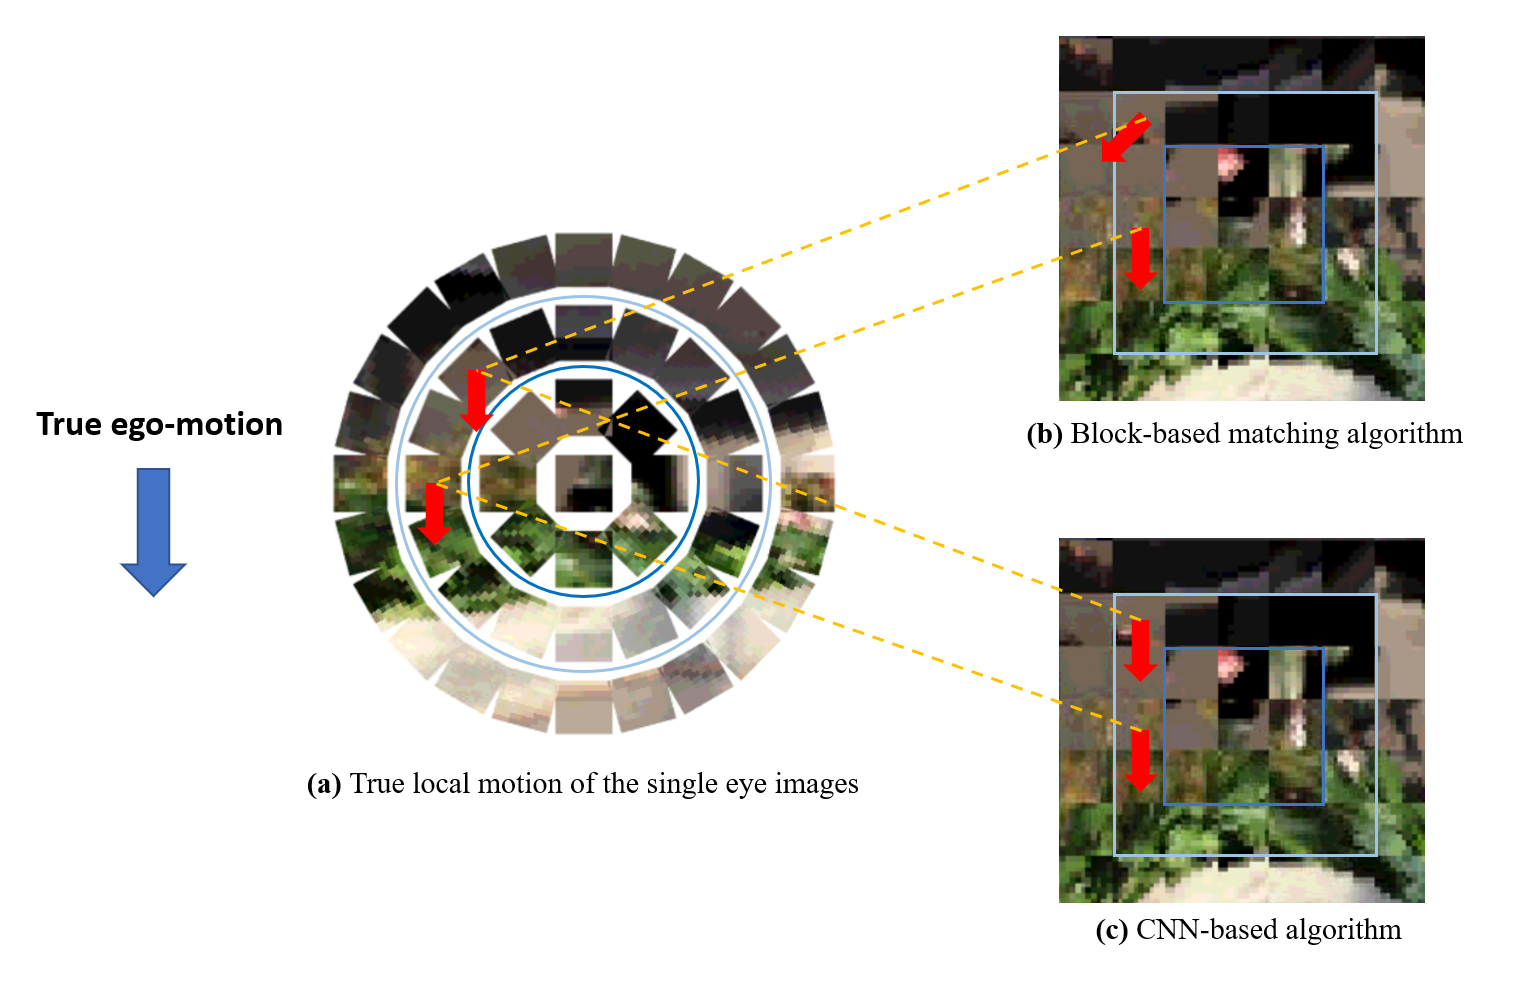 True ego-motion
(a) True local motion of the single eye images
(b) Block-based matching algorithm
(c) CNN-based algorithm